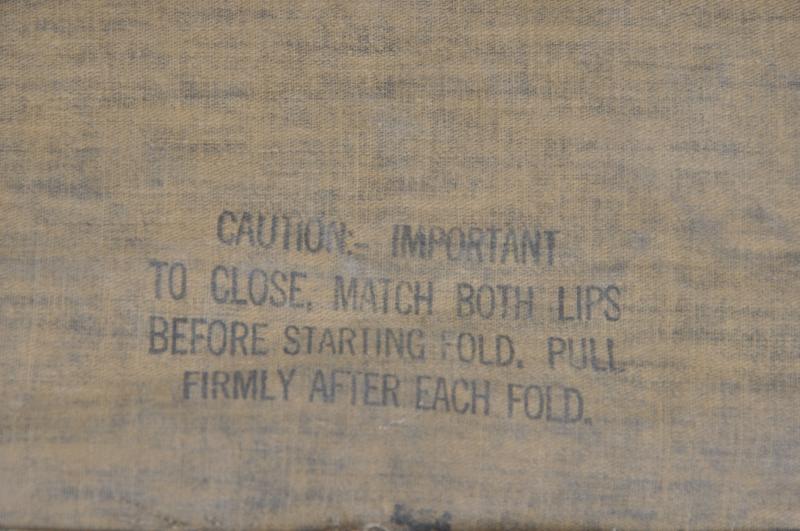 CAUTION:- IMPORTANT
TO CLOSE, MATCH BOTH LIPS
BEFORE STARTING FOLD. PULL
FIRMLY AFTER EACH FOLD.